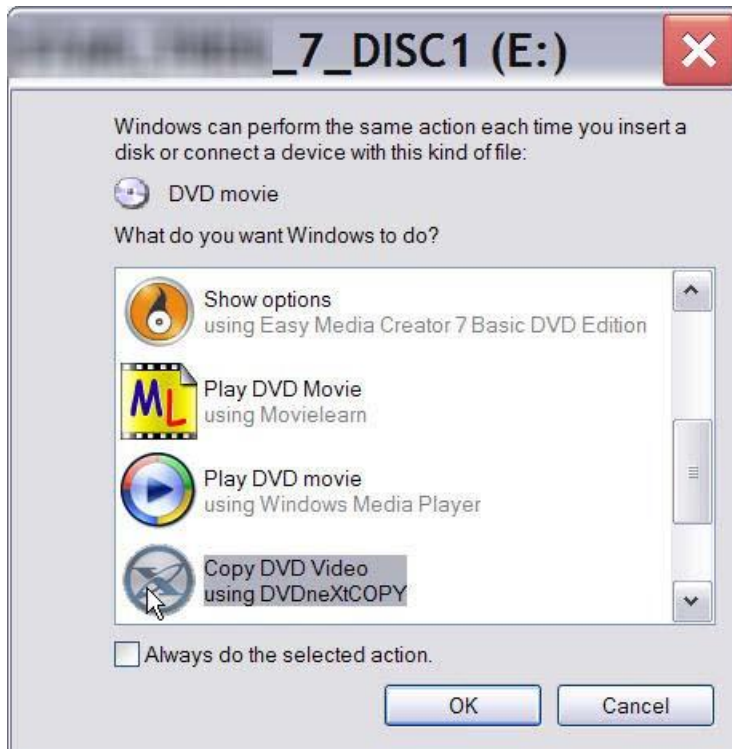 _7_DISC1 (E:)
Windows can perform the same action each time you insert a
disk or connect a device with this kind of file:
DVD movie
What do you want Windows to do?
Show options
using Easy Media Creator 7 Basic DVD Edition
ML
Play DVD Movie
using Movielearn
Play DVD movie
using Windows Media Player
Copy DVD Video
using DVDneXtCOPY
Always do the selected action.
OK
Cancel